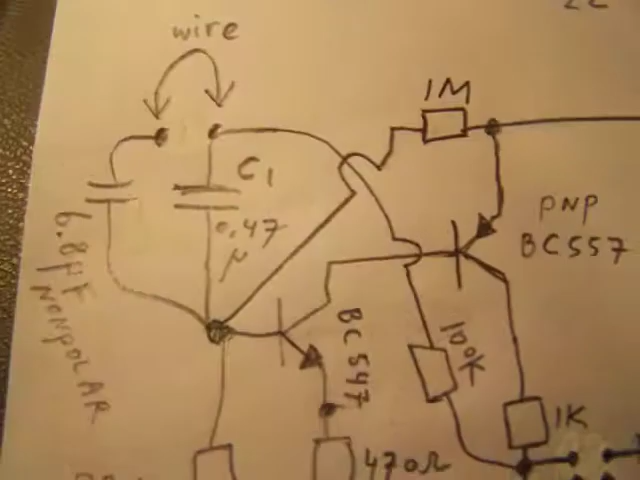 wire
1M
C1
0.47
μ
6.8μF
NONPOLAR
PNP
BC557
BC547
100K
1K
470Ω